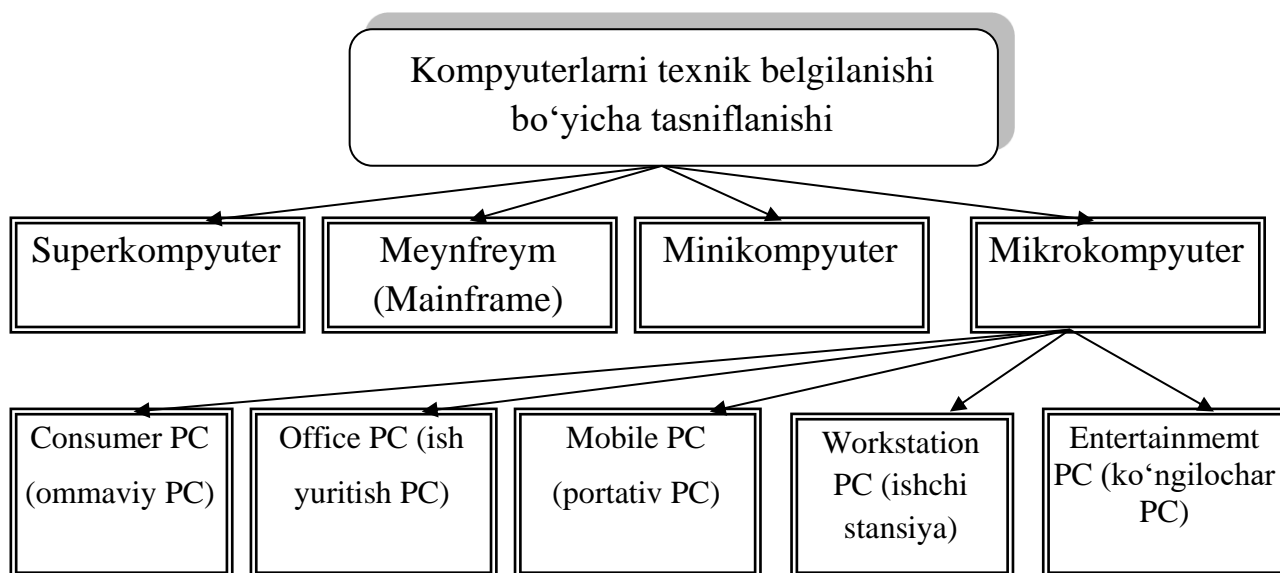 Kompyuterlarni texnik belgilanishi
bo‘yicha tasniflanishi
Superkompyuter
Meynfreym
(Mainframe)
Minikompyuter
Mikrokompyuter
Consumer PC
(ommaviy PC)
Office PC (ish
yuritish PC)
Mobile PC
(portativ PC)
Workstation
PC (ishchi
stansiya)
Entertainmemt
PC (ko‘ngilochar
PC)